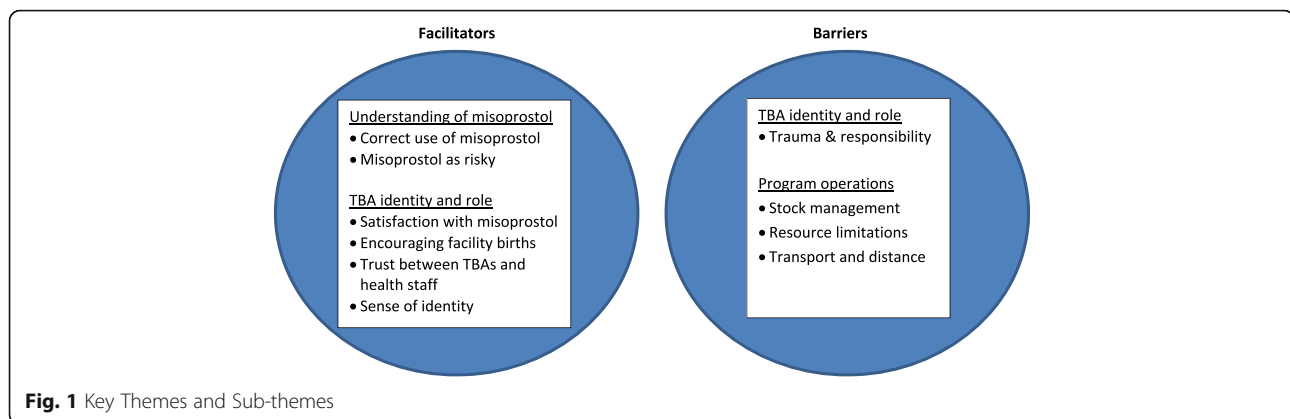 Facilitators
Understanding of misoprostol
• Correct use of misoprostol
• Misoprostol as risky
TBA identity and role
• Satisfaction with misoprostol
• Encouraging facility births
• Trust between TBAs and
health staff
• Sense of identity
Barriers
TBA identity and role
• Trauma & responsibility
Program operations
• Stock management
• Resource limitations
• Transport and distance
Fig. 1 Key Themes and Sub-themes